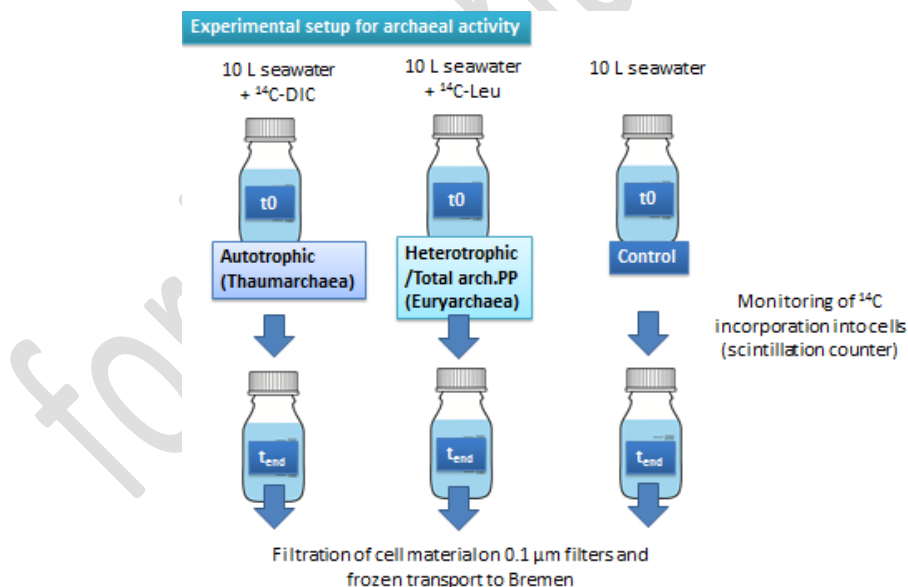 Experimental setup for archaeal activity
10 L seawater
+ ¹⁴C-DIC
10 L seawater
+ ¹⁴C-Leu
10 L seawater
t0
t0
t0
Autotrophic
(Thaumarchaea)
Heterotrophic
/Total arch.PP
(Euryarchaea)
Control
Monitoring of ¹⁴C
incorporation into cells
(scintillation counter)
tend
tend
tend
Filtration of cell material on 0.1 µm filters and
frozen transport to Bremen
for